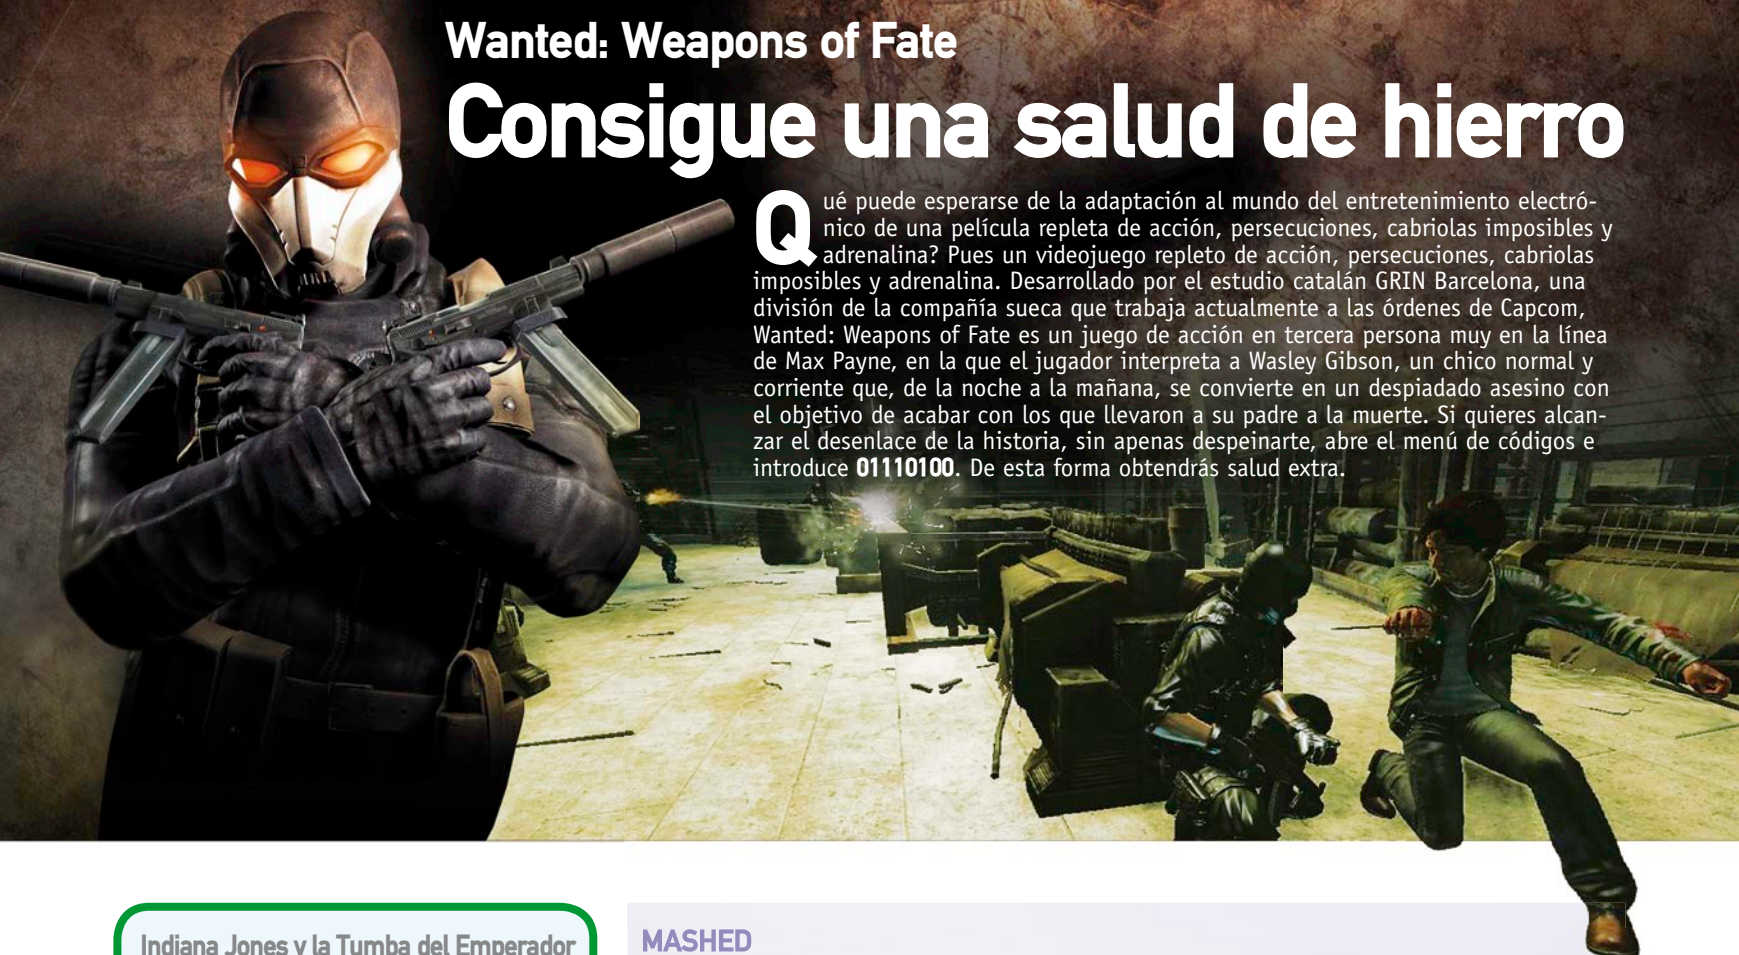 Wanted: Weapons of Fate
Consigue una salud de hierro
Qué puede esperarse de la adaptación al mundo del entretenimiento electró-
nico de una película repleta de acción, persecuciones, cabriolas imposibles y
adrenalina? Pues un videojuego repleto de acción, persecuciones, cabriolas
imposibles y adrenalina. Desarrollado por el estudio catalán GRIN Barcelona, una
división de la compañía sueca que trabaja actualmente a las órdenes de Capcom,
Wanted: Weapons of Fate es un juego de acción en tercera persona muy en la línea
de Max Payne, en la que el jugador interpreta a Wasley Gibson, un chico normal y
corriente que, de la noche a la mañana, se convierte en un despiadado asesino con
el objetivo de acabar con los que llevaron a su padre a la muerte. Si quieres alcan-
zar el desenlace de la historia, sin apenas despeinarte, abre el menú de códigos e
introduce 01110100. De esta forma obtendrás salud extra.
Indiana Jones y la Tumba del Emperador
MASHED